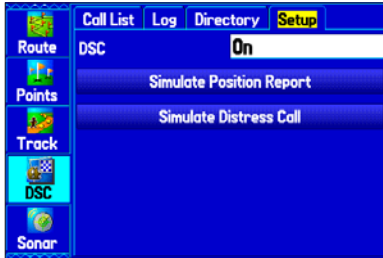 Call List Log Directory Setup
Route
DSC On
Simulate Position Report
Points
Simulate Distress Call
Track
DSC
Sonar